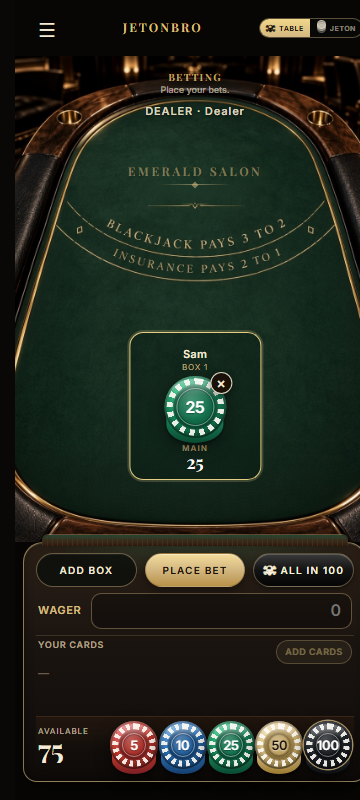 ☰ JETONBRO TABLE JETON
BETTING
Place your bets.
DEALER · Dealer
EMERALD SALON
BLACKJACK PAYS 3 TO 2
INSURANCE PAYS 2 TO 1
Sam
BOX 1
×
25
MAIN
25
ADD BOX PLACE BET ALL IN 100
WAGER 0
YOUR CARDS ADD CARDS
—
AVAILABLE
75
5 10 25 50 100